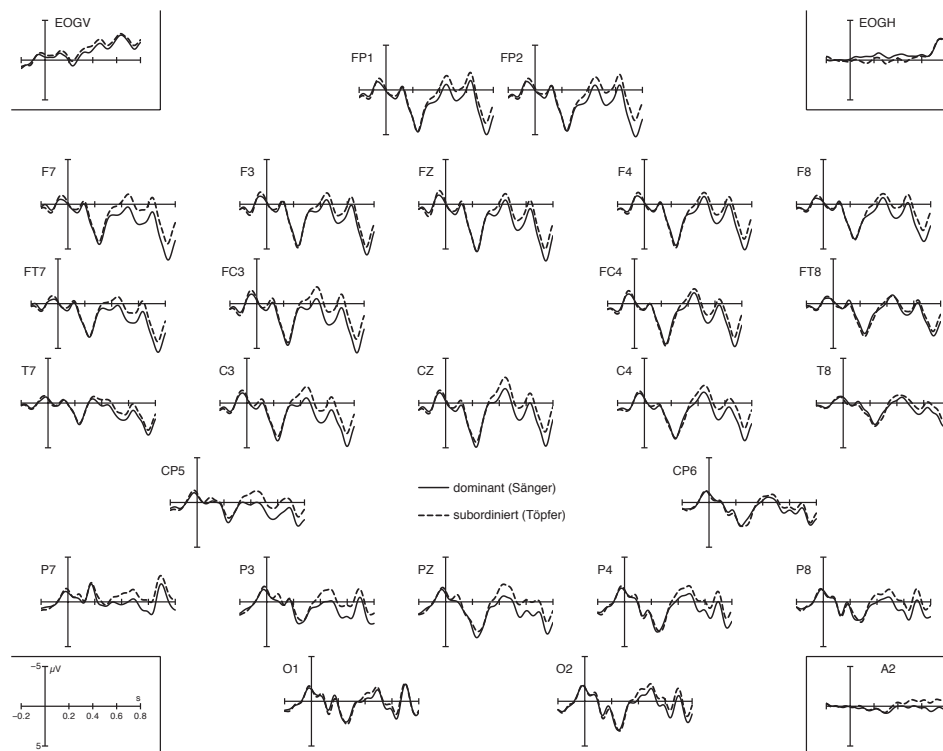 EOGV
EOGH
FP1
FP2
F7
F3
FZ
F4
F8
FT7
FC3
FC4
FT8
T7
C3
CZ
C4
T8
CP5
CP6
dominant (Sänger)
subordiniert (Töpfer)
P7
P3
PZ
P4
P8
O1
O2
A2
−5
µV
s
−0.2
0.2
0.4
0.6
0.8
5